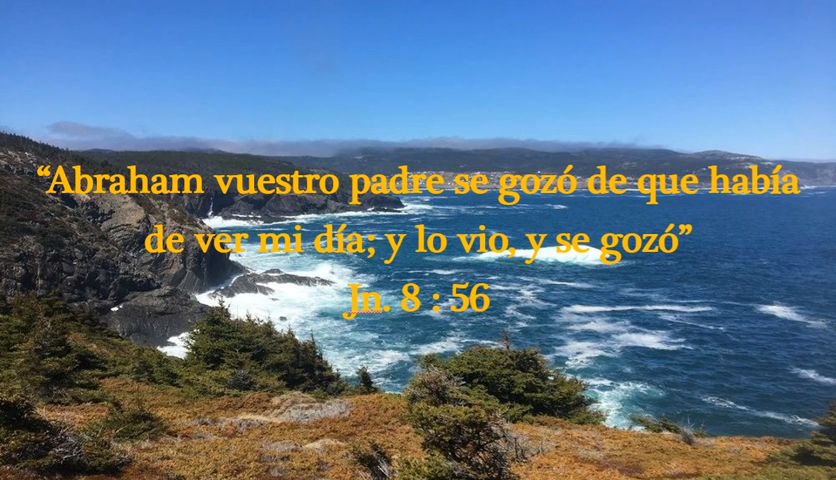 “Abraham vuestro padre se gozó de que había
de ver mi día; y lo vio, y se gozó”
Jn. 8 : 56